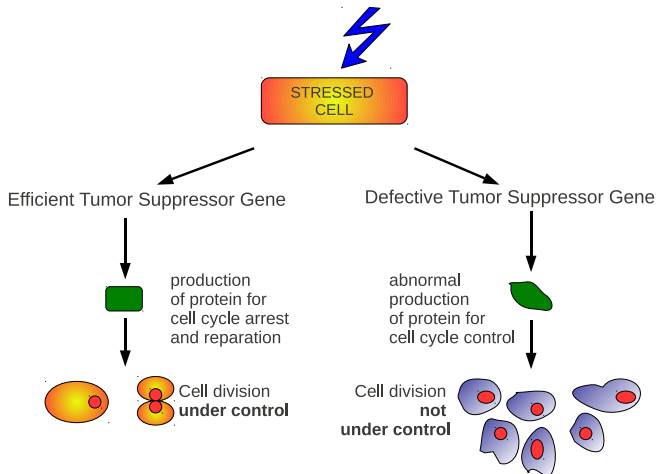 STRESSED
CELL
Efficient Tumor Suppressor Gene
Defective Tumor Suppressor Gene
production
of protein for
cell cycle arrest
and reparation
abnormal
production
of protein for
cell cycle control
Cell division
under control
Cell division
not
under control